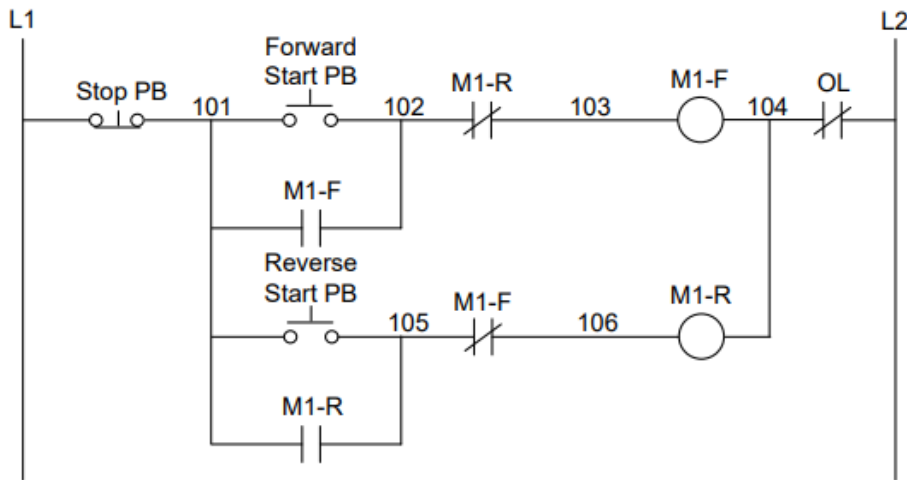 L1
L2
Forward
Start PB
Stop PB
101
102
M1-R
103
M1-F
104
OL
M1-F
Reverse
Start PB
105
M1-F
106
M1-R
M1-R